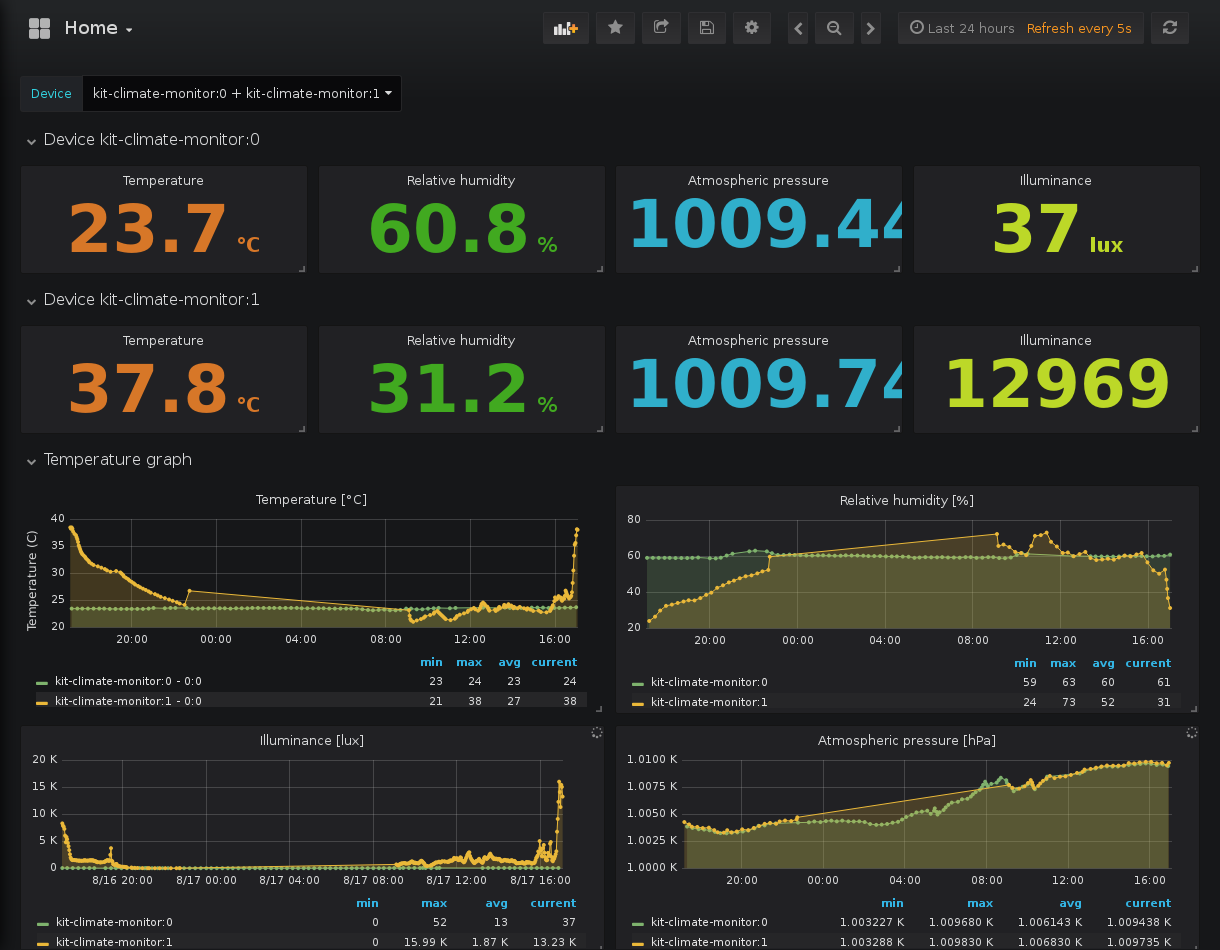 Home
Last 24 hours Refresh every 5s
Device kit-climate-monitor:0 + kit-climate-monitor:1
Device kit-climate-monitor:0
Temperature Relative humidity Atmospheric pressure Illuminance
23.7 °C 60.8 % 1009.44 37 lux
Device kit-climate-monitor:1
Temperature Relative humidity Atmospheric pressure Illuminance
37.8 °C 31.2 % 1009.74 12969
Temperature graph
Temperature [°C]
Temperature (C)
40
35
30
25
20
20:00 00:00 04:00 08:00 12:00 16:00
min max avg current
kit-climate-monitor:0 - 0:0 23 24 23 24
kit-climate-monitor:1 - 0:0 21 38 27 38
Relative humidity [%]
80
60
40
20
20:00 00:00 04:00 08:00 12:00 16:00
min max avg current
kit-climate-monitor:0 59 63 60 61
kit-climate-monitor:1 24 73 52 31
Illuminance [lux]
20 K
15 K
10 K
5 K
0
8/16 20:00 8/17 00:00 8/17 04:00 8/17 08:00 8/17 12:00 8/17 16:00
min max avg current
kit-climate-monitor:0 0 52 13 37
kit-climate-monitor:1 0 15.99 K 1.87 K 13.23 K
Atmospheric pressure [hPa]
1.0100 K
1.0075 K
1.0050 K
1.0025 K
1.0000 K
20:00 00:00 04:00 08:00 12:00 16:00
min max avg current
kit-climate-monitor:0 1.003227 K 1.009680 K 1.006143 K 1.009438 K
kit-climate-monitor:1 1.003288 K 1.009830 K 1.006830 K 1.009735 K